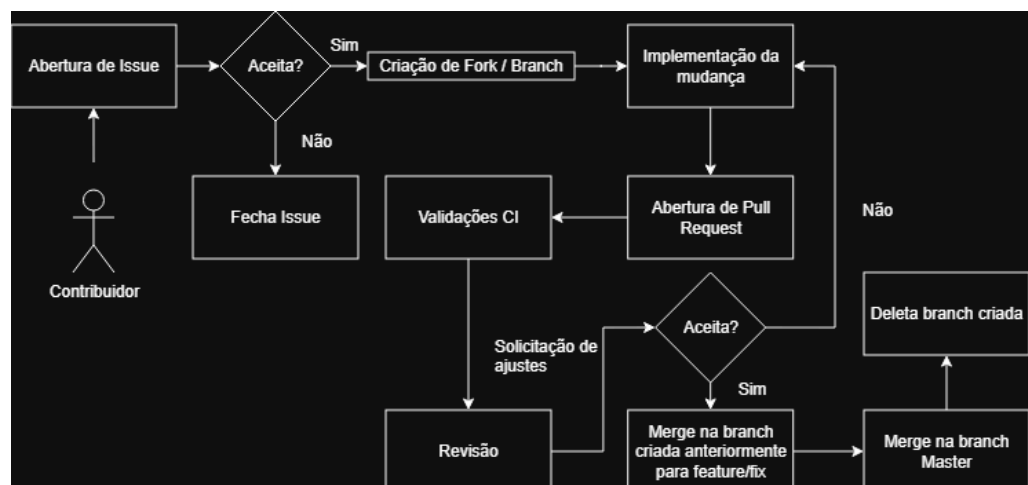 Abertura de Issue
Aceita?
Sim
Criação de Fork / Branch
Implementação da
mudança
Não
Fecha Issue
Validações CI
Abertura de Pull
Request
Não
Contribuidor
Deleta branch criada
Aceita?
Solicitação de
ajustes
Sim
Revisão
Merge na branch
criada anteriormente
para feature/fix
Merge na branch
Master